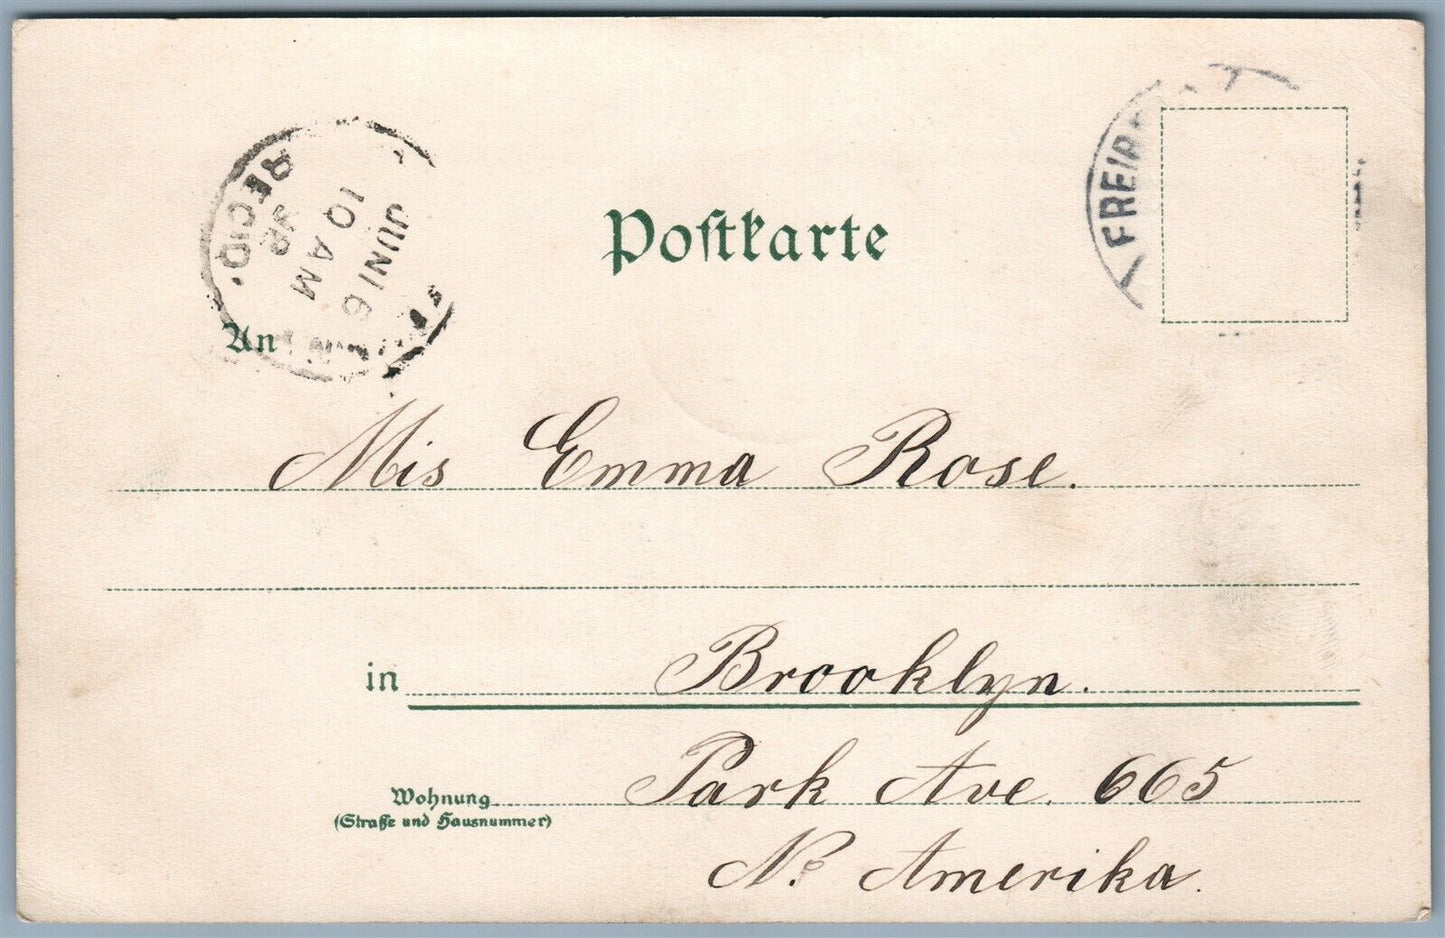 Postkarte
REC'D.
JUN 16
10 AM
FREIB
An
Mis Emma Rose.
in Brooklyn.
Wohnung Park Ave. 665
(Straße und Hausnummer)
No. Amerika.